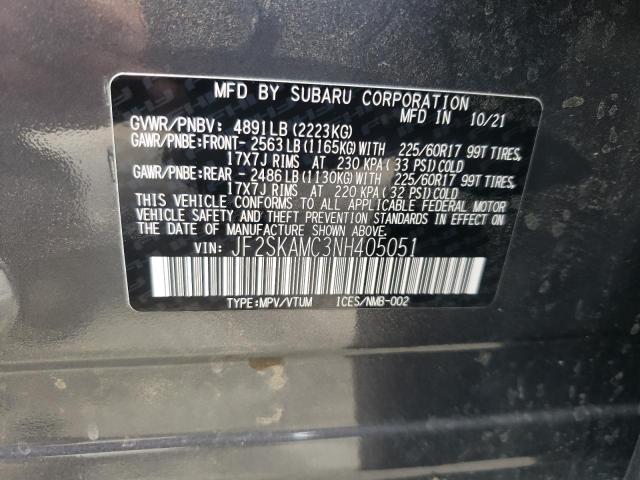 MFD BY SUBARU CORPORATION
MFD IN 10/21
GVWR/PNBV: 4891LB (2223KG)
GAWR/PNBE:FRONT- 2563LB (1165KG)WITH 225/60R17 99T TIRES,
17X7J RIMS AT 230 KPA (33 PSI)COLD
GAWR/PNBE:REAR - 2486LB (1130KG)WITH 225/60R17 99T TIRES,
17X7J RIMS AT 220 KPA (32 PSI)COLD
THIS VEHICLE CONFORMS TO ALL APPLICABLE FEDERAL MOTOR
VEHICLE SAFETY AND THEFT PREVENTION STANDARDS IN EFFECT ON
THE DATE OF MANUFACTURE SHOWN ABOVE.
VIN: JF2SKAMC3NH405051
TYPE:MPV/VTUM ICES/NMB-002